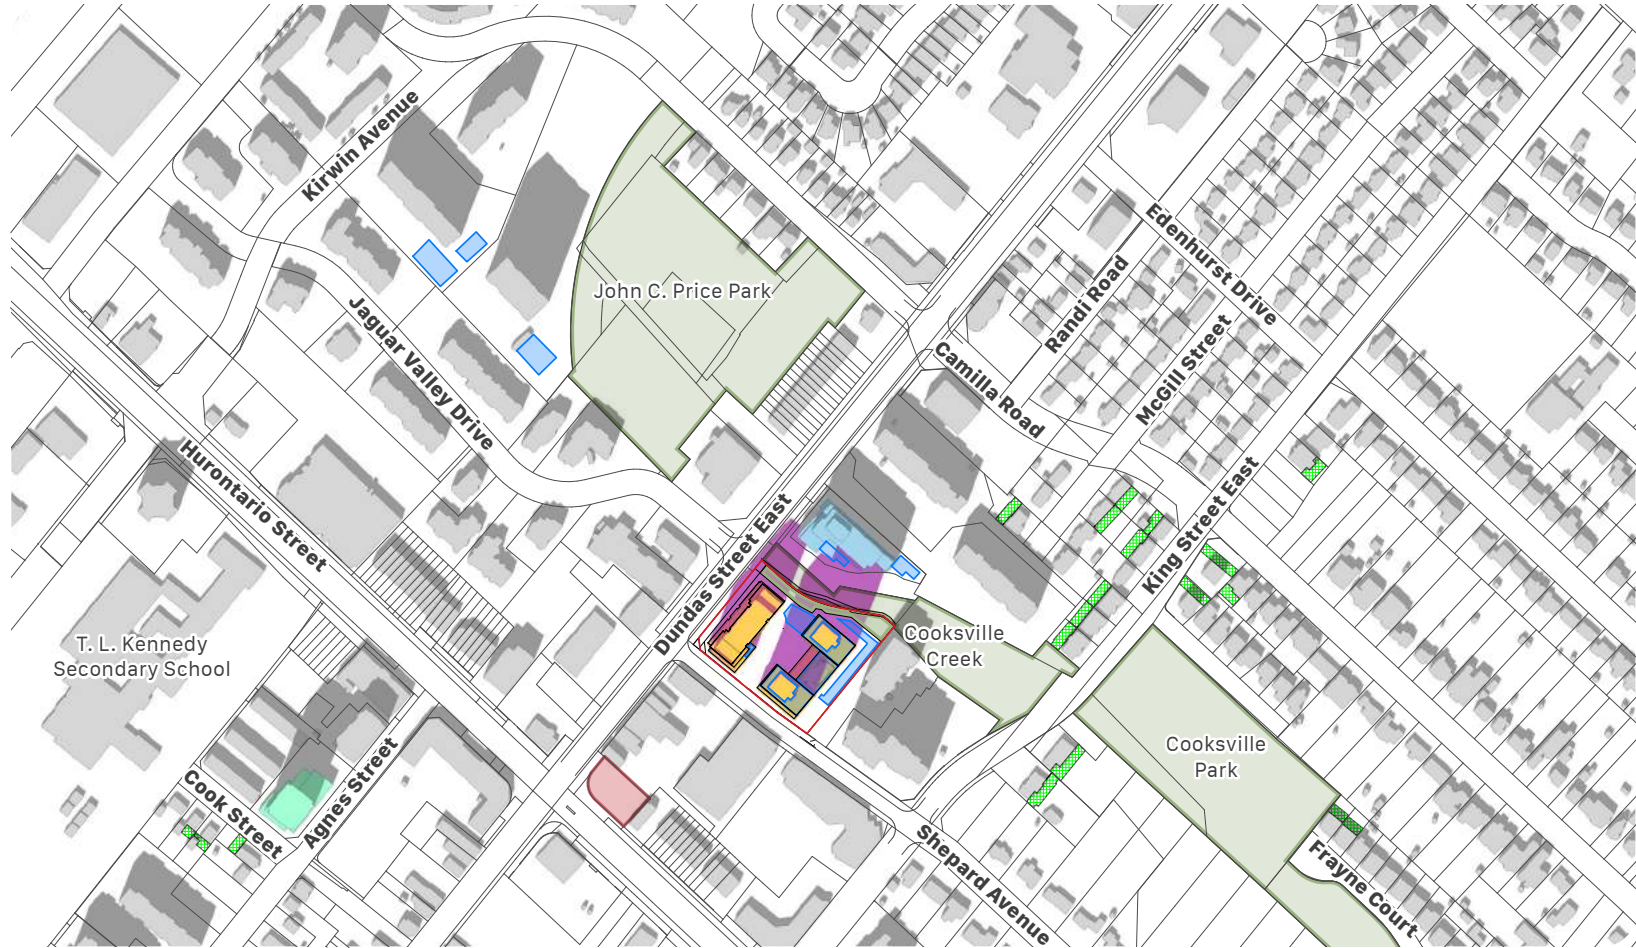 Kirwin Avenue
John C. Price Park
Edenhurst Drive
Randi Road
Jaguar Valley Drive
McGill Street
Camilla Road
Hurontario Street
King Street East
Dundas Street East
T. L. Kennedy
Secondary School
Cooksville
Creek
Cooksville
Park
Cook Street
Agnes Street
Shepard Avenue
Frayne Court